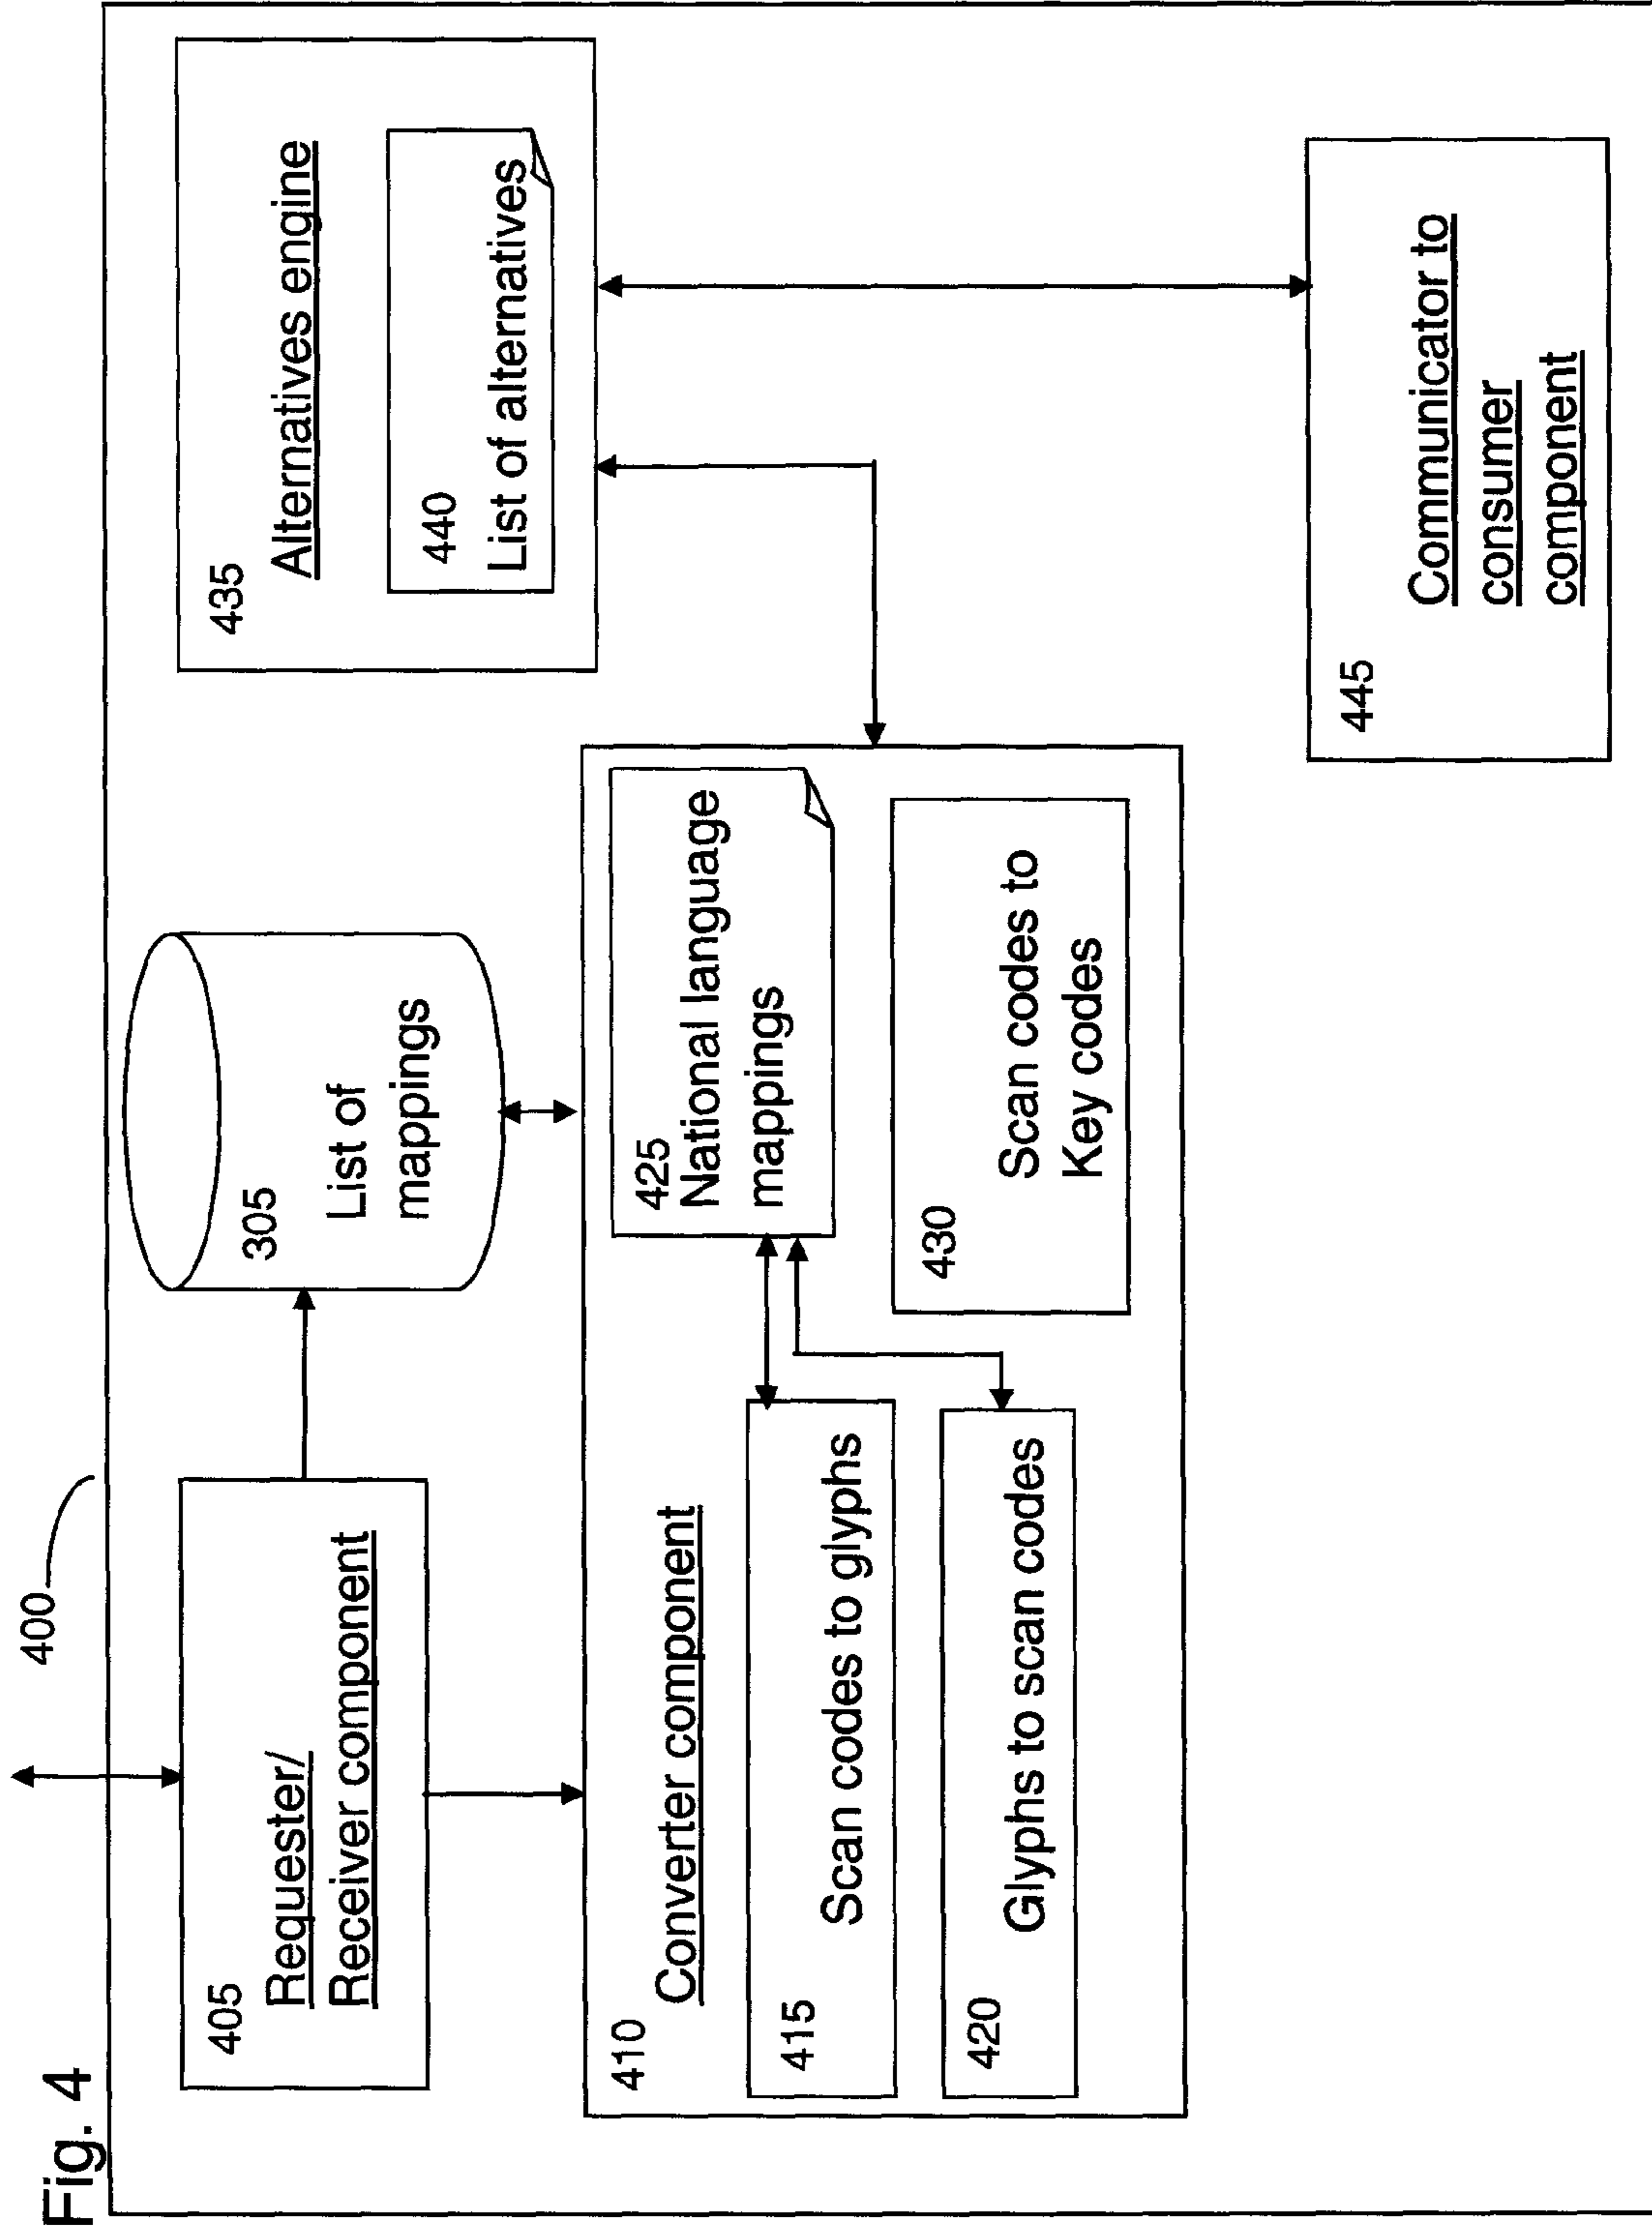 Fig. 4
400
405
Requester/
Receiver component
305
List of
mappings
435
Alternatives engine
440
List of alternatives
410
Converter component
415
Scan codes to glyphs
420
Glyphs to scan codes
425
National language
mappings
430
Scan codes to
Key codes
445
Communicator to
consumer
component